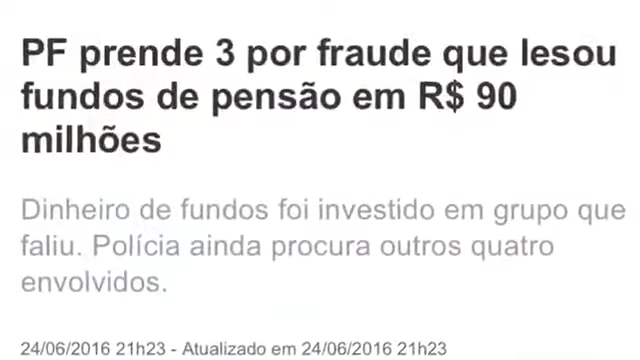 PF prende 3 por fraude que lesou
fundos de pensão em R$ 90
milhões
Dinheiro de fundos foi investido em grupo que
faliu. Polícia ainda procura outros quatro
envolvidos.
24/06/2016 21h23 - Atualizado em 24/06/2016 21h23